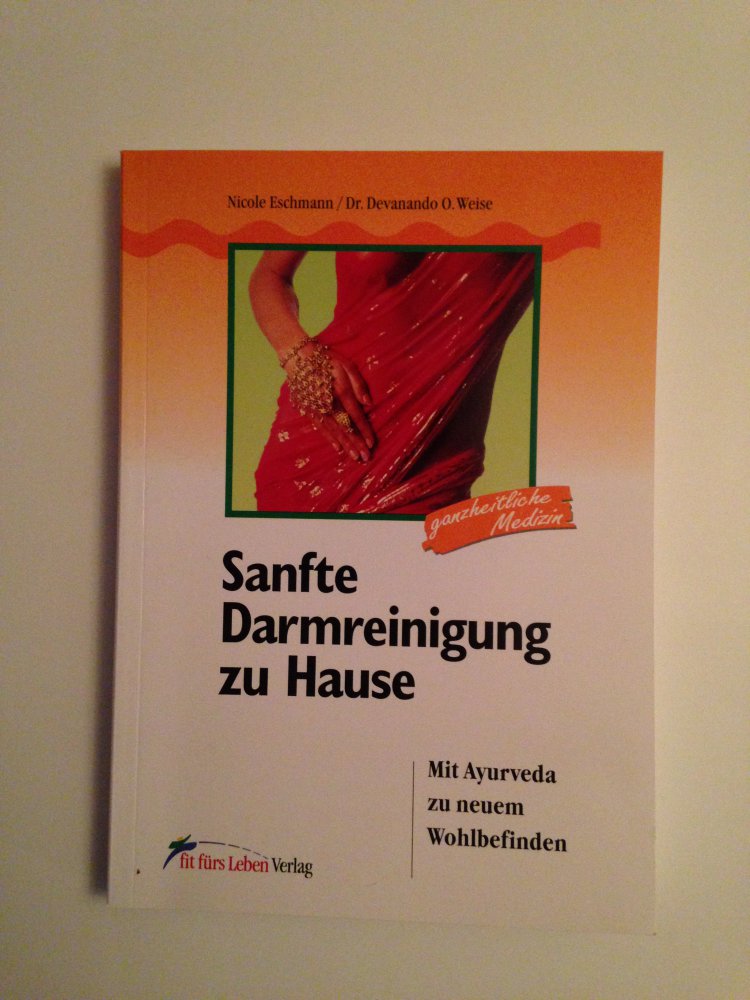 Nicole Eschmann / Dr. Devanando O. Weise
ganzheitliche
Medizin
Sanfte
Darmreinigung
zu Hause
Mit Ayurveda
zu neuem
Wohlbefinden
fit fürs Leben Verlag